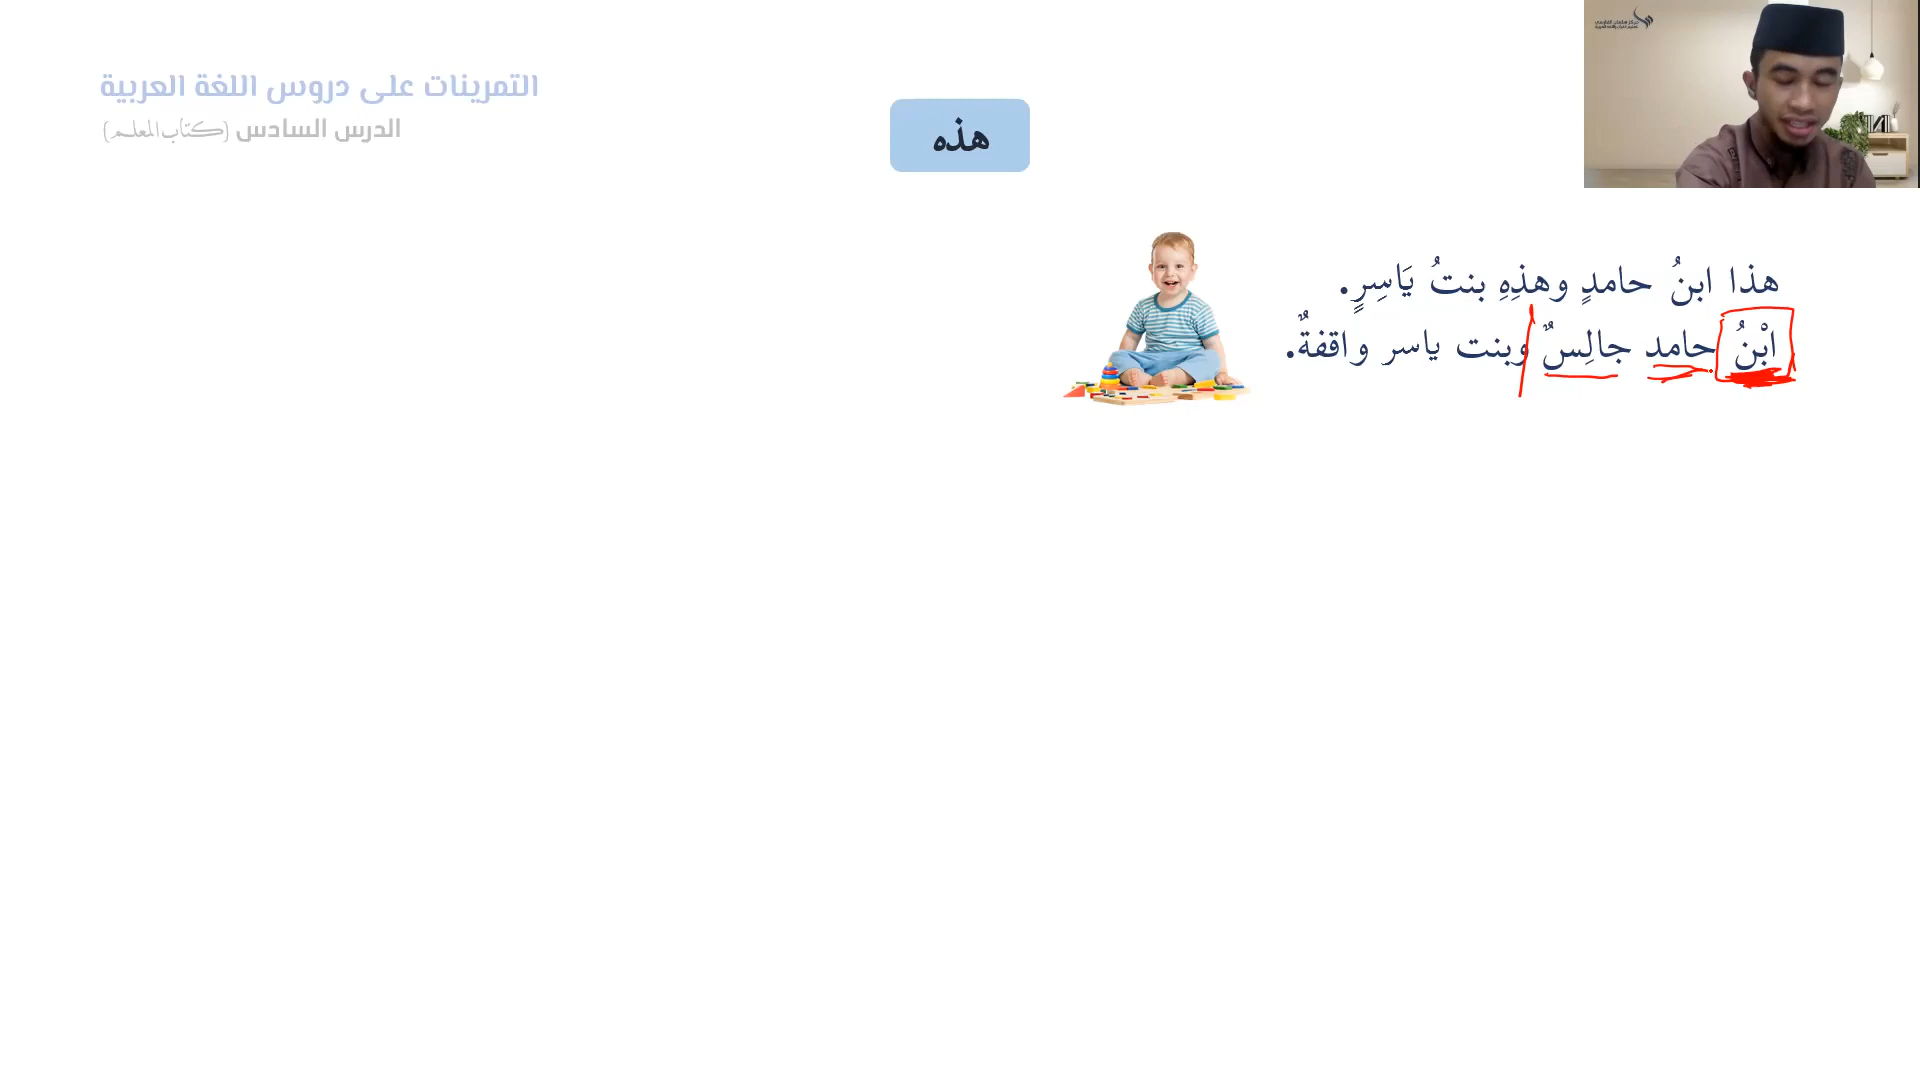 التمرينات على دروس اللغة العربية
الدرس السادس (كتاب المعلم)
هذه
هذا ابنُ حامدٍ وهذِهِ بنتُ يَاسِرٍ.
ابْنُ حامد جالِسٌ وبنت ياسر واقفةٌ.